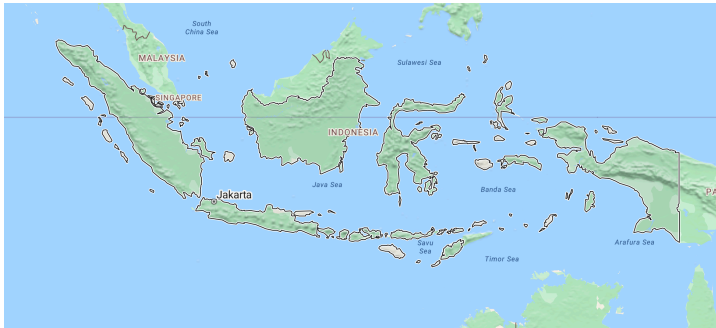 South
China Sea
MALAYSIA
Sulawesi Sea
SINGAPORE
INDONESIA
Java Sea
Jakarta
Banda Sea
PA
Savu
Sea
Arafura Sea
Timor Sea